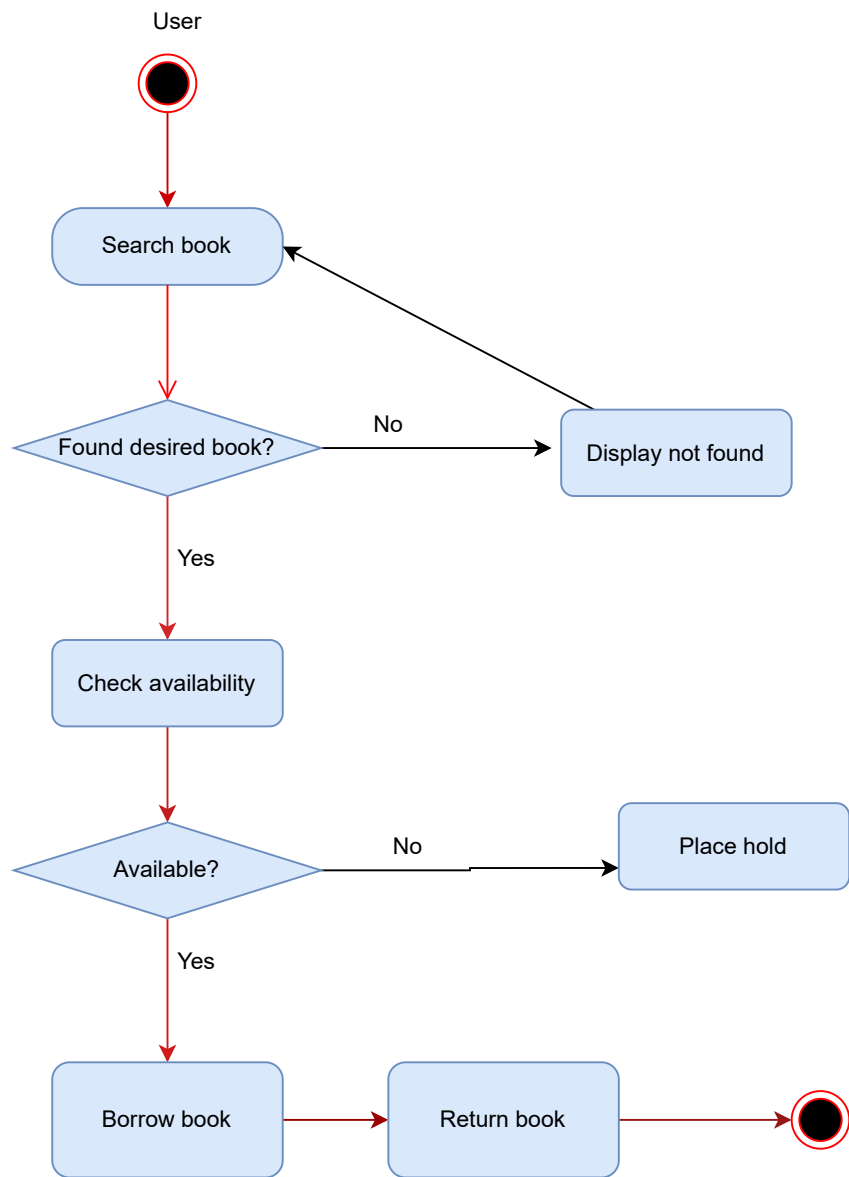 User
Search book
Found desired book?
No
Display not found
Yes
Check availability
Available?
No
Place hold
Yes
Borrow book
Return book